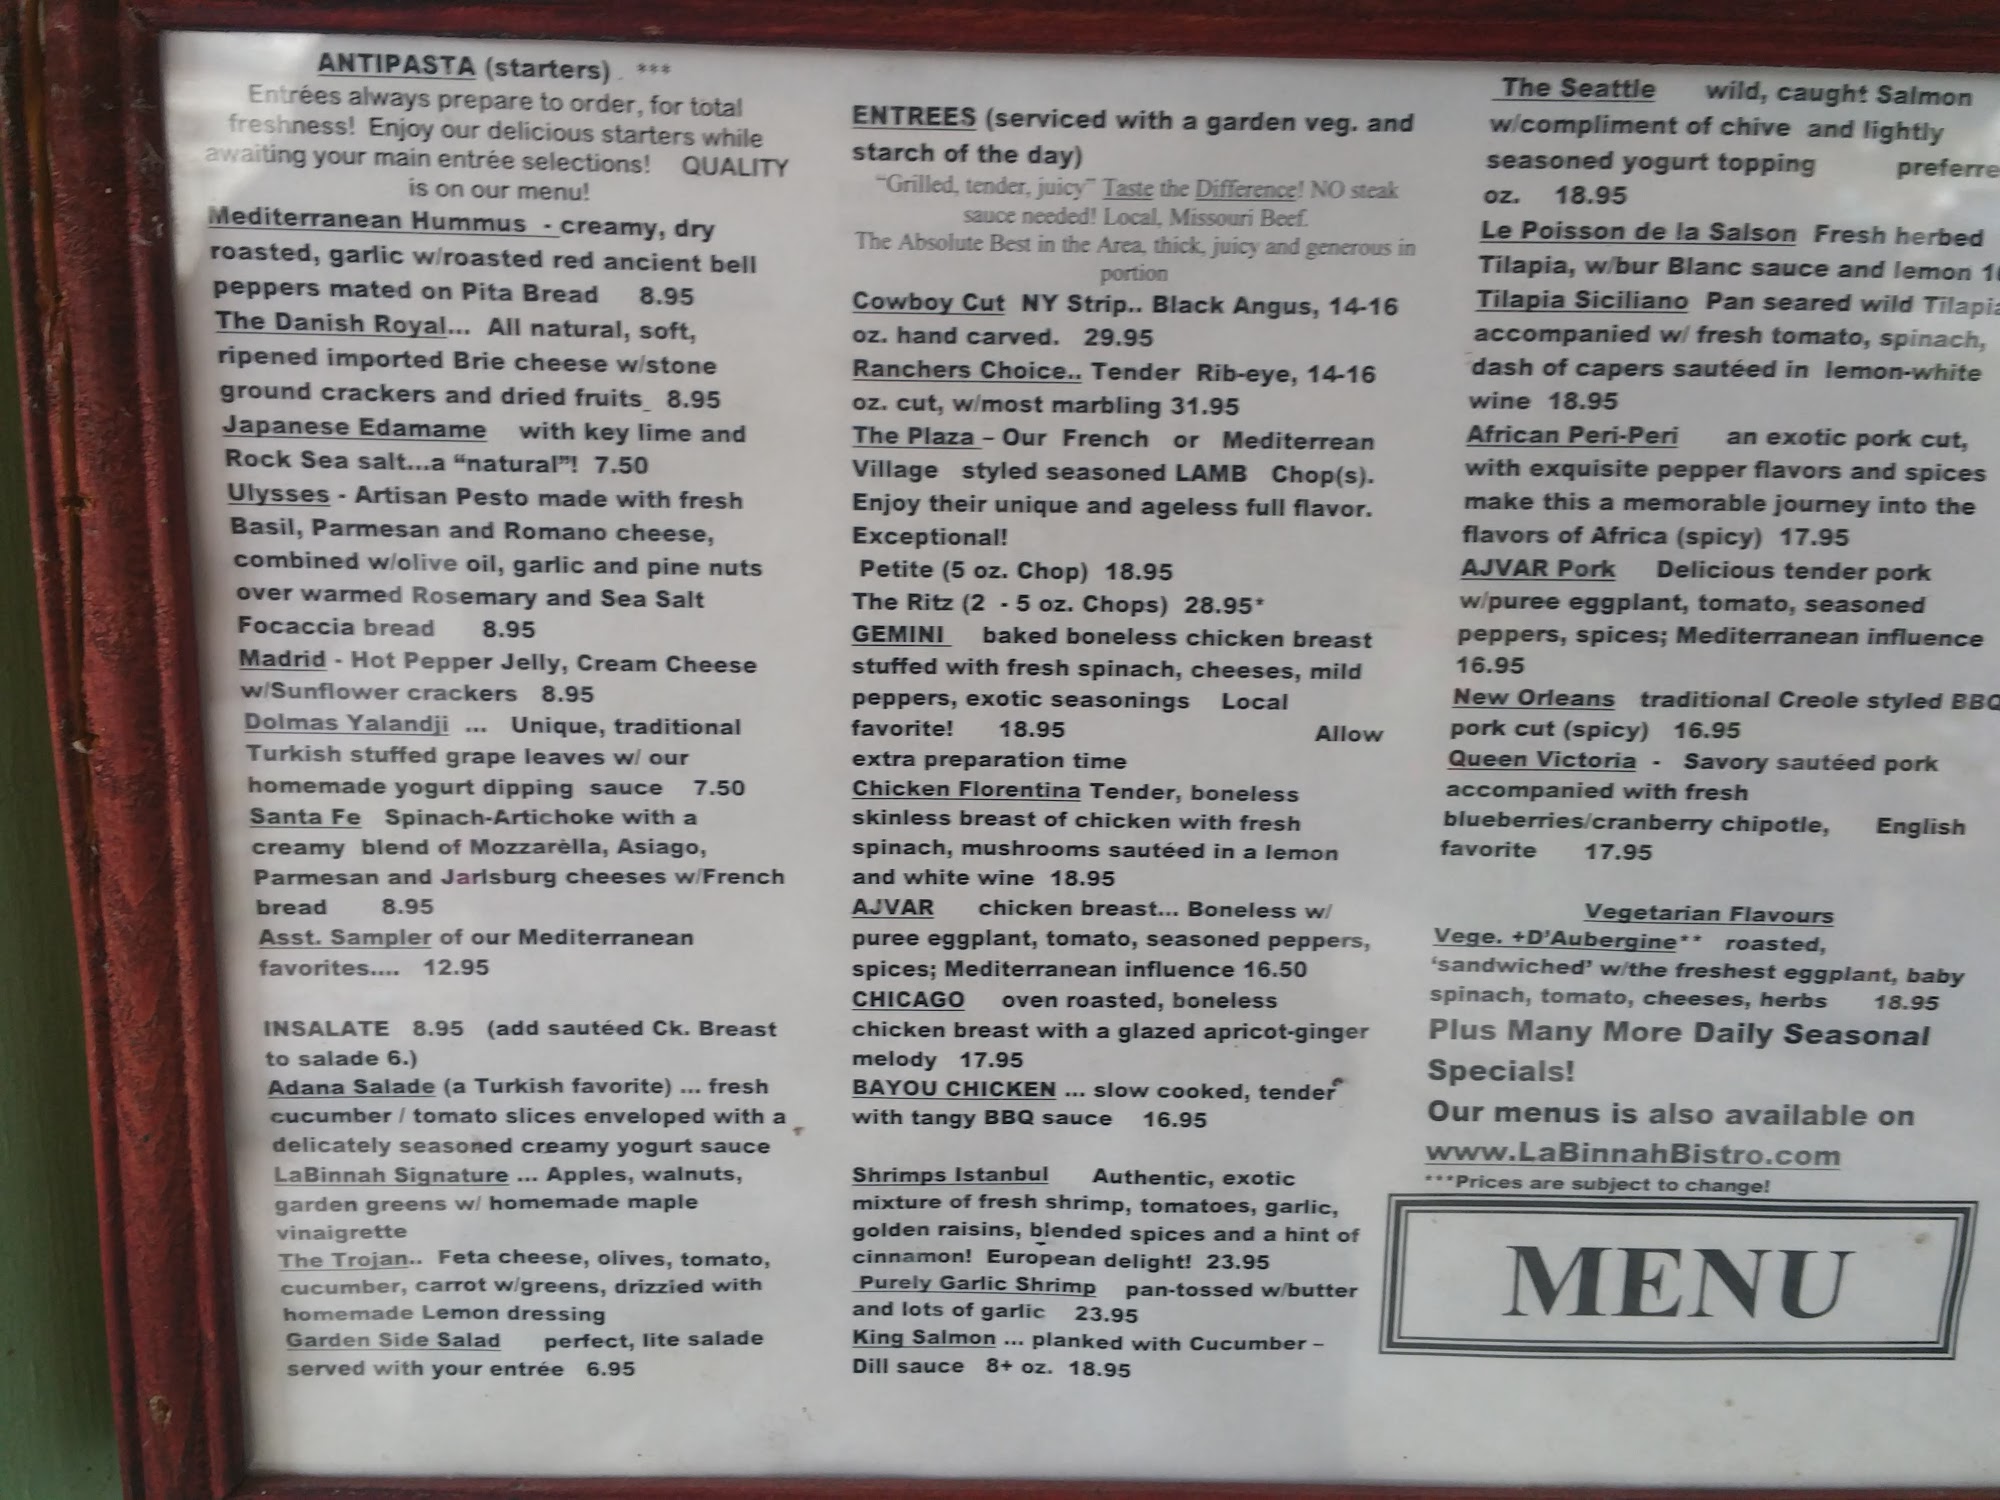 ANTIPASTA (starters) ***
Entrées always prepare to order, for total
freshness! Enjoy our delicious starters while
awaiting your main entrée selections! QUALITY
is on our menu!
Mediterranean Hummus - creamy, dry
roasted, garlic w/roasted red ancient bell
peppers mated on Pita Bread 8.95
The Danish Royal... All natural, soft,
ripened imported Brie cheese w/stone
ground crackers and dried fruits_ 8.95
Japanese Edamame with key lime and
Rock Sea salt...a “natural”! 7.50
Ulysses - Artisan Pesto made with fresh
Basil, Parmesan and Romano cheese,
combined w/olive oil, garlic and pine nuts
over warmed Rosemary and Sea Salt
Focaccia bread 8.95
Madrid - Hot Pepper Jelly, Cream Cheese
w/Sunflower crackers 8.95
Dolmas Yalandji ... Unique, traditional
Turkish stuffed grape leaves w/ our
homemade yogurt dipping sauce 7.50
Santa Fe Spinach-Artichoke with a
creamy blend of Mozzarèlla, Asiago,
Parmesan and Jarlsburg cheeses w/French
bread 8.95
Asst. Sampler of our Mediterranean
favorites.... 12.95
INSALATE 8.95 (add sautéed Ck. Breast
to salade 6.)
Adana Salade (a Turkish favorite) ... fresh
cucumber / tomato slices enveloped with a
delicately seasoned creamy yogurt sauce
LaBinnah Signature ... Apples, walnuts,
garden greens w/ homemade maple
vinaigrette
The Trojan.. Feta cheese, olives, tomato,
cucumber, carrot w/greens, drizzied with
homemade Lemon dressing
Garden Side Salad perfect, lite salade
served with your entrée 6.95
ENTREES (serviced with a garden veg. and
starch of the day)
“Grilled, tender, juicy” Taste the Difference! NO steak
sauce needed! Local, Missouri Beef.
The Absolute Best in the Area, thick, juicy and generous in
portion
Cowboy Cut NY Strip.. Black Angus, 14-16
oz. hand carved. 29.95
Ranchers Choice.. Tender Rib-eye, 14-16
oz. cut, w/most marbling 31.95
The Plaza – Our French or Mediterrean
Village styled seasoned LAMB Chop(s).
Enjoy their unique and ageless full flavor.
Exceptional!
Petite (5 oz. Chop) 18.95
The Ritz (2 - 5 oz. Chops) 28.95*
GEMINI baked boneless chicken breast
stuffed with fresh spinach, cheeses, mild
peppers, exotic seasonings Local
favorite! 18.95 Allow
extra preparation time
Chicken Florentina Tender, boneless
skinless breast of chicken with fresh
spinach, mushrooms sautéed in a lemon
and white wine 18.95
AJVAR chicken breast... Boneless w/
puree eggplant, tomato, seasoned peppers,
spices; Mediterranean influence 16.50
CHICAGO oven roasted, boneless
chicken breast with a glazed apricot-ginger
melody 17.95
BAYOU CHICKEN ... slow cooked, tender
with tangy BBQ sauce 16.95
Shrimps Istanbul Authentic, exotic
mixture of fresh shrimp, tomatoes, garlic,
golden raisins, blended spices and a hint of
cinnamon! European delight! 23.95
Purely Garlic Shrimp pan-tossed w/butter
and lots of garlic 23.95
King Salmon ... planked with Cucumber –
Dill sauce 8+ oz. 18.95
The Seattle wild, caught Salmon
w/compliment of chive and lightly
seasoned yogurt topping preferre
oz. 18.95
Le Poisson de la Salson Fresh herbed
Tilapia, w/bur Blanc sauce and lemon
Tilapia Siciliano Pan seared wild Tilapia
accompanied w/ fresh tomato, spinach,
dash of capers sautéed in lemon-white
wine 18.95
African Peri-Peri an exotic pork cut,
with exquisite pepper flavors and spices
make this a memorable journey into the
flavors of Africa (spicy) 17.95
AJVAR Pork Delicious tender pork
w/puree eggplant, tomato, seasoned
peppers, spices; Mediterranean influence
16.95
New Orleans traditional Creole styled BBQ
pork cut (spicy) 16.95
Queen Victoria - Savory sautéed pork
accompanied with fresh
blueberries/cranberry chipotle, English
favorite 17.95
Vegetarian Flavours
Vege. +D’Aubergine** roasted,
‘sandwiched’ w/the freshest eggplant, baby
spinach, tomato, cheeses, herbs 18.95
Plus Many More Daily Seasonal
Specials!
Our menus is also available on
www.LaBinnahBistro.com
***Prices are subject to change!
MENU